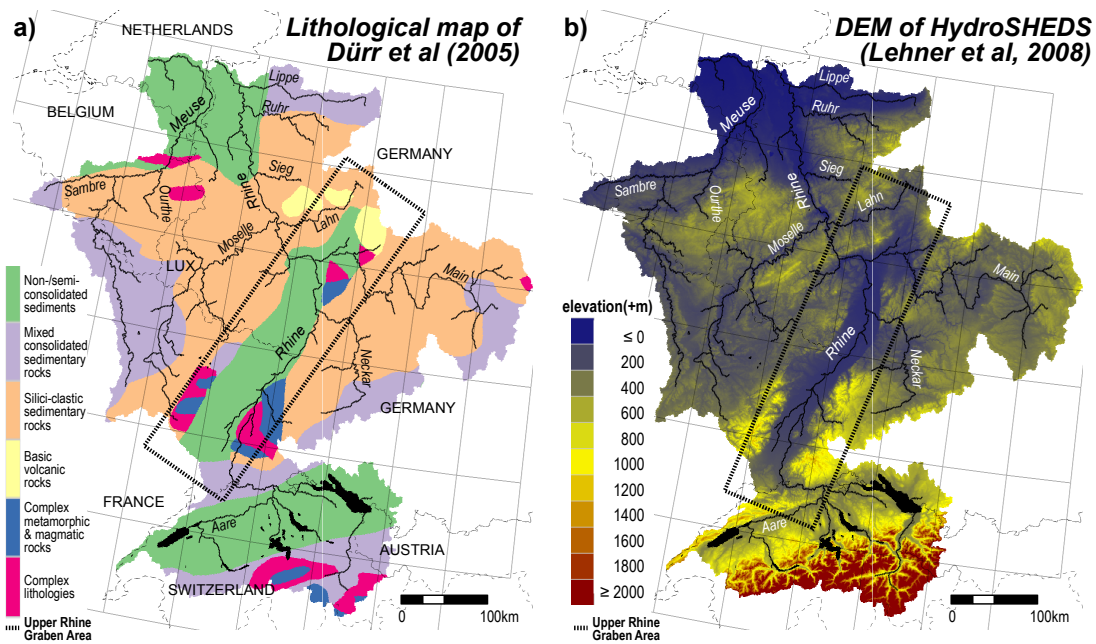 a)
Lithological map of
Dürr et al (2005)
NETHERLANDS
BELGIUM
Lippe
Ruhr
Meuse
GERMANY
Sieg
Sambre
Ourthe
Rhine
Lahn
Moselle
LUX
Main
Rhine
Neckar
GERMANY
FRANCE
Aare
AUSTRIA
SWITZERLAND
Non-/semi-
consolidated
sediments
Mixed
consolidated
sedimentary
rocks
Silici-clastic
sedimentary
rocks
Basic
volcanic
rocks
Complex
metamorphic
& magmatic
rocks
Complex
lithologies
Upper Rhine
Graben Area
0 100km
b)
DEM of HydroSHEDS
(Lehner et al, 2008)
Lippe
Ruhr
Meuse
Sieg
Sambre
Ourthe
Rhine
Lahn
Moselle
Main
Rhine
Neckar
Aare
elevation(+m)
≤ 0
200
400
600
800
1000
1200
1400
1600
1800
≥ 2000
Upper Rhine
Graben Area
0 100km